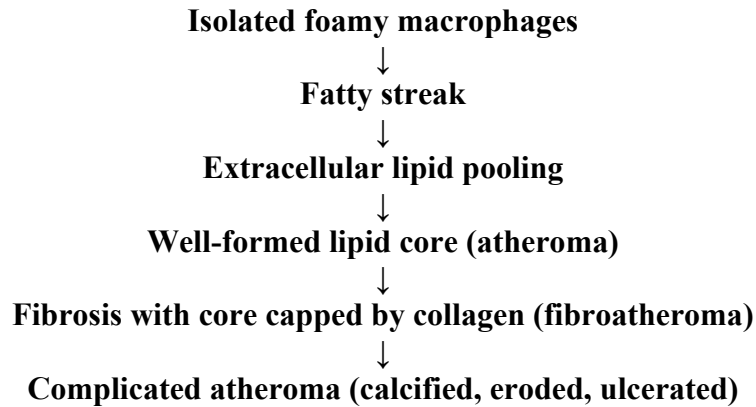 Isolated foamy macrophages
↓
Fatty streak
↓
Extracellular lipid pooling
↓
Well-formed lipid core (atheroma)
↓
Fibrosis with core capped by collagen (fibroatheroma)
↓
Complicated atheroma (calcified, eroded, ulcerated)